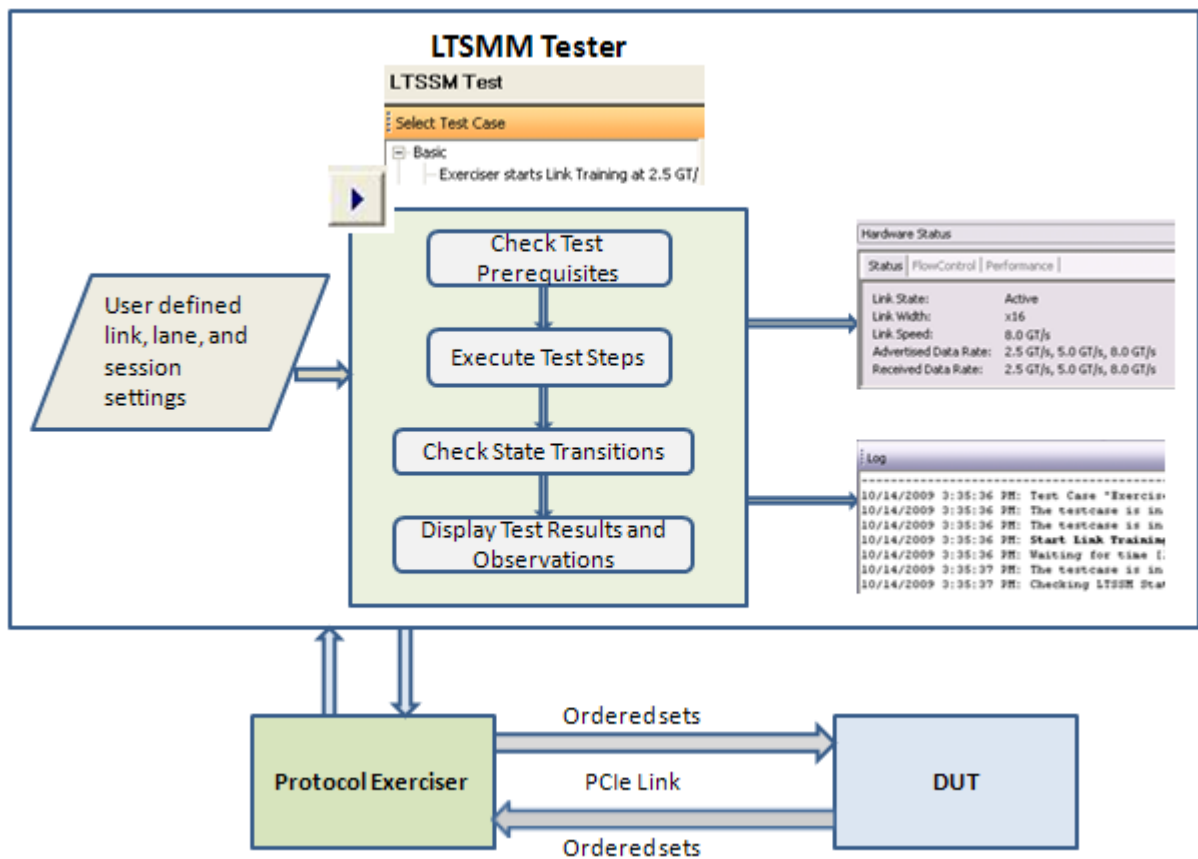 LTSMM Tester
LTSSM Test
Select Test Case
Basic
Exerciser starts Link Training at 2.5 GT/
User defined
link, lane, and
session
settings
Check Test
Prerequisites
Execute Test Steps
Check State Transitions
Display Test Results and
Observations
Hardware Status
Status FlowControl Performance
Link State: Active
Link Width: x16
Link Speed: 8.0 GT/s
Advertised Data Rate: 2.5 GT/s, 5.0 GT/s, 8.0 GT/s
Received Data Rate: 2.5 GT/s, 5.0 GT/s, 8.0 GT/s
Log
10/14/2009 3:35:36 PM: Test Case "Exercise
10/14/2009 3:35:36 PM: The testcase is in
10/14/2009 3:35:36 PM: The testcase is in
10/14/2009 3:35:36 PM: Start Link Training
10/14/2009 3:35:36 PM: Waiting for time
10/14/2009 3:35:37 PM: The testcase is in
10/14/2009 3:35:37 PM: Checking LTSSM Sta
Ordered sets
Protocol Exerciser
PCIe Link
DUT
Ordered sets